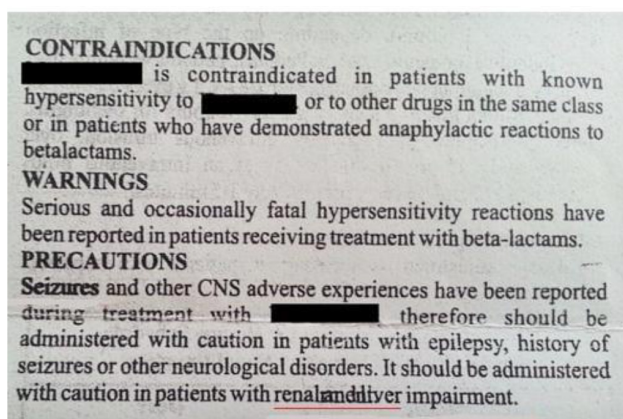 CONTRAINDICATIONS
is contraindicated in patients with known
hypersensitivity to or to other drugs in the same class
or in patients who have demonstrated anaphylactic reactions to
betalactams.
WARNINGS
Serious and occasionally fatal hypersensitivity reactions have
been reported in patients receiving treatment with beta-lactams.
PRECAUTIONS
Seizures and other CNS adverse experiences have been reported
during treatment with therefore should be
administered with caution in patients with epilepsy, history of
seizures or other neurological disorders. It should be administered
with caution in patients with impairment.